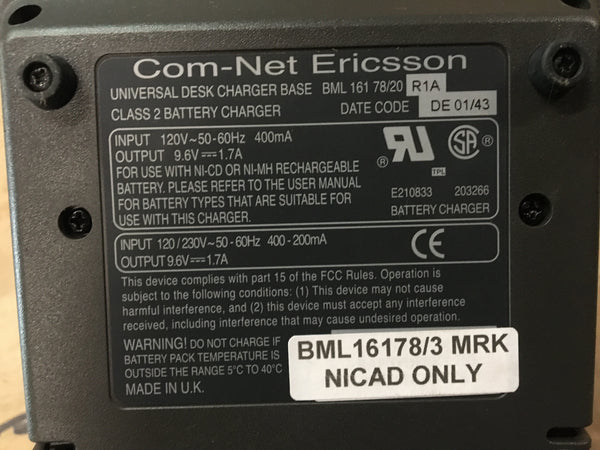 Com-Net Ericsson
UNIVERSAL DESK CHARGER BASE BML 161 78/20 R1A
CLASS 2 BATTERY CHARGER DATE CODE DE 01/43
INPUT 120V~50-60Hz 400mA
OUTPUT 9.6V⎓1.7A
FOR USE WITH NI-CD OR NI-MH RECHARGEABLE
BATTERY. PLEASE REFER TO THE USER MANUAL
FOR BATTERY TYPES THAT ARE SUITABLE FOR
USE WITH THIS CHARGER.
® RU SA ®
TPL
E210833 203266
BATTERY CHARGER
INPUT 120/230V~50-60Hz 400-200mA
OUTPUT 9.6V⎓1.7A
CE
This device complies with part 15 of the FCC Rules. Operation is
subject to the following conditions: (1) This device may not cause
harmful interference, and (2) this device must accept any interference
received, including interference that may cause undesired operation.
WARNING! DO NOT CHARGE IF
BATTERY PACK TEMPERATURE IS
OUTSIDE THE RANGE 5°C TO 40°C
MADE IN U.K.
BML16178/3 MRK
NICAD ONLY